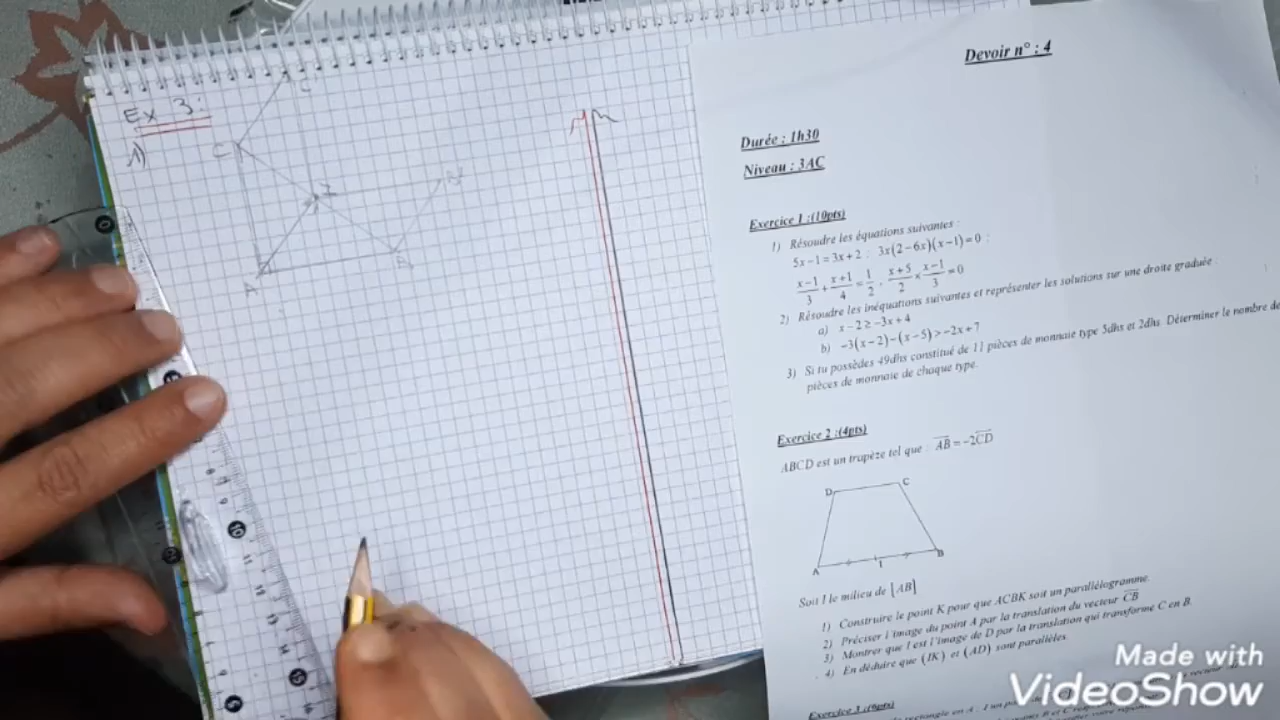 Ex 3:
1)
C'
C
I
B'
A
B
Devoir n° : 4
Durée : 1h30
Niveau : 3AC
Exercice 1 :(10pts)
1) Résoudre les équations suivantes :
5x−1=3x+2 ; 3x(2−6x)(x−1)=0 ;
(x−1)/3 + (x+1)/4 = 1/2 , (x+5)/2 × (x−1)/3 = 0
2) Résoudre les inéquations suivantes et représenter les solutions sur une droite graduée :
a) x−2≥−3x+4
b) −3(x−2)−(x−5)>−2x+7
3) Si tu possèdes 49dhs constitué de 11 pièces de monnaie type 5dhs et 2dhs. Déterminer le nombre de
pièces de monnaie de chaque type.
Exercice 2 :(4pts)
ABCD est un trapèze tel que : AB = −2CD
D
C
A
I
B
Soit I le milieu de [AB]
1) Construire le point K pour que ACBK soit un parallélogramme.
2) Préciser l'image du point A par la translation du vecteur CB
3) Montrer que I est l'image de D par la translation qui transforme C en B.
4) En déduire que (IK) et (AD) sont parallèles.
Exercice 3 :(6pts)
rectangle en A
Made with
VideoShow